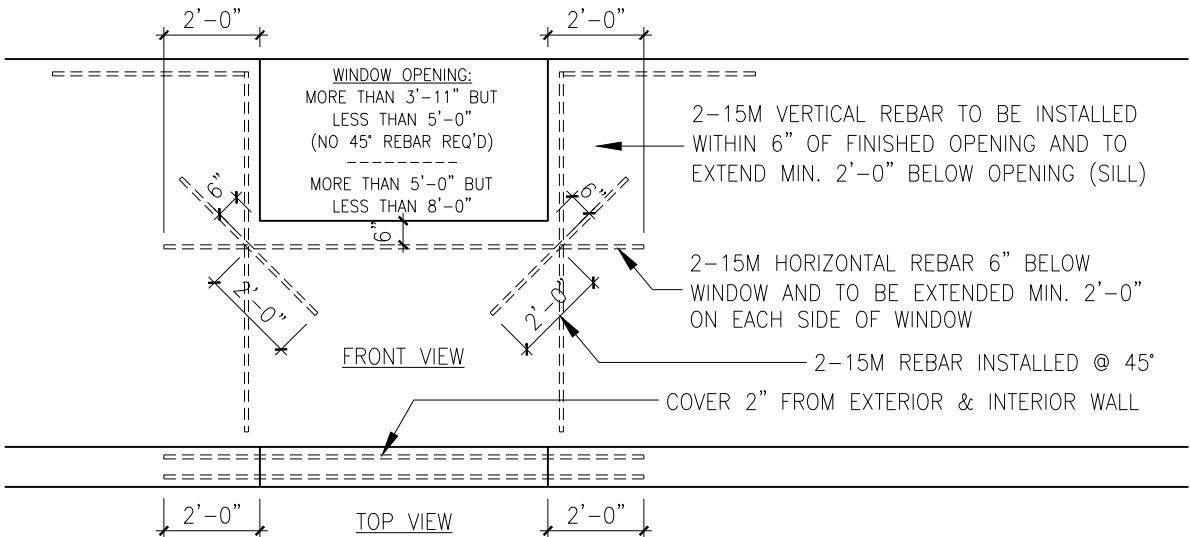 2'-0"
2'-0"
WINDOW OPENING:
MORE THAN 3'-11" BUT
LESS THAN 5'-0"
(NO 45° REBAR REQ'D)
MORE THAN 5'-0" BUT
LESS THAN 8'-0"
2-15M VERTICAL REBAR TO BE INSTALLED
WITHIN 6" OF FINISHED OPENING AND TO
EXTEND MIN. 2'-0" BELOW OPENING (SILL)
6"
6"
6"
2'-0"
2'-0"
2-15M HORIZONTAL REBAR 6" BELOW
WINDOW AND TO BE EXTENDED MIN. 2'-0"
ON EACH SIDE OF WINDOW
FRONT VIEW
2-15M REBAR INSTALLED @ 45°
COVER 2" FROM EXTERIOR & INTERIOR WALL
2'-0"
TOP VIEW
2'-0"